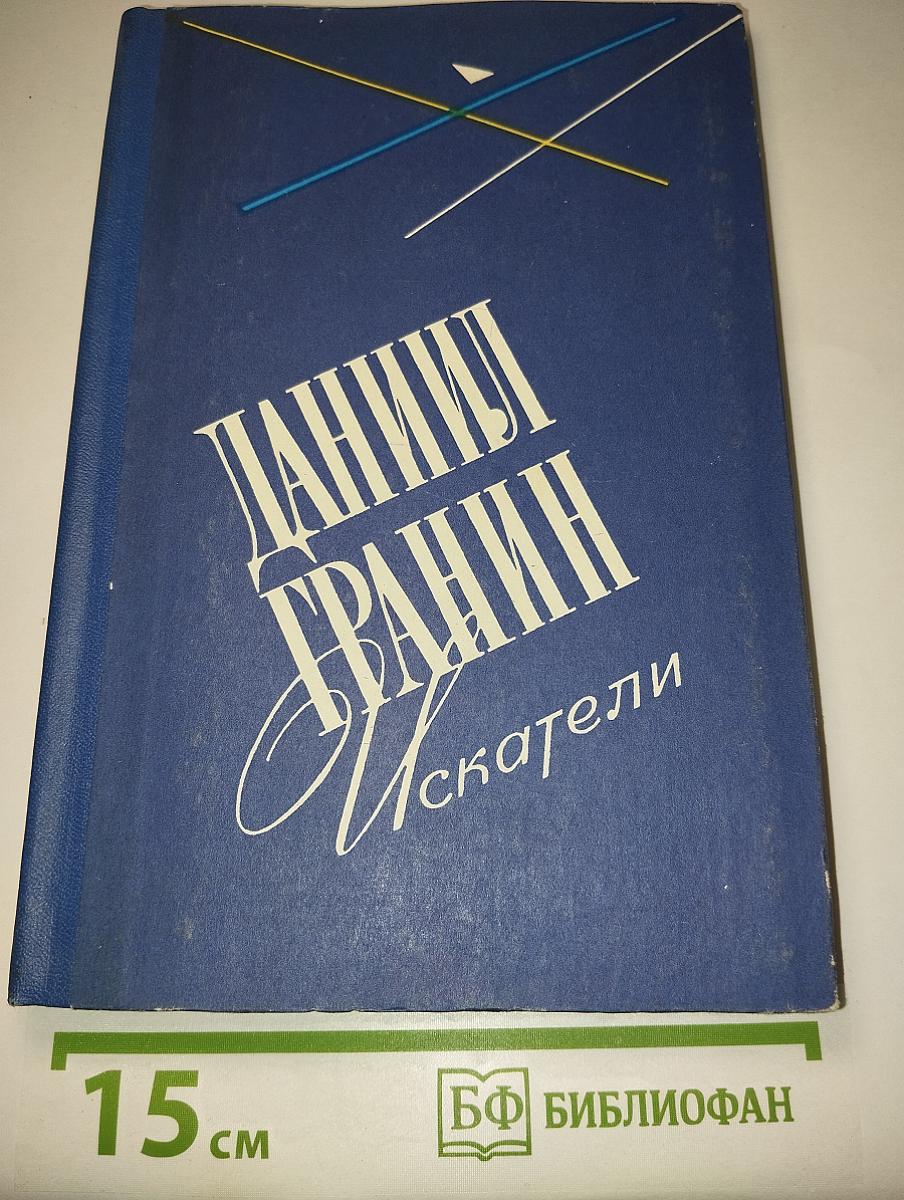 ДАНИИЛ
ГРАНИН
Искатели
15 см
БФ БИБЛИОФАН